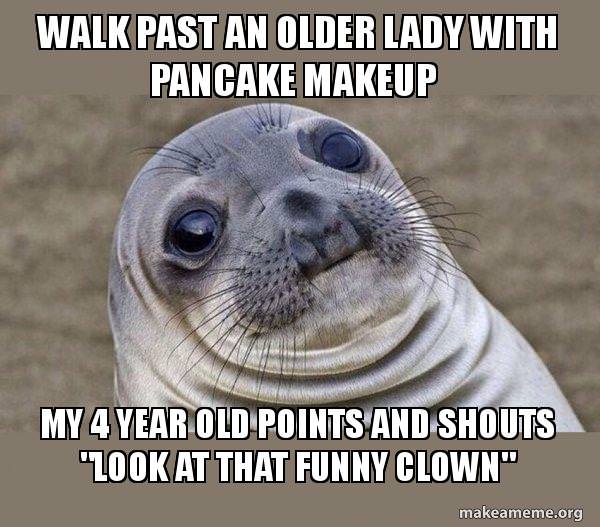 WALK PAST AN OLDER LADY WITH
PANCAKE MAKEUP
MY 4 YEAR OLD POINTS AND SHOUTS
"LOOK AT THAT FUNNY CLOWN"
makeameme.org